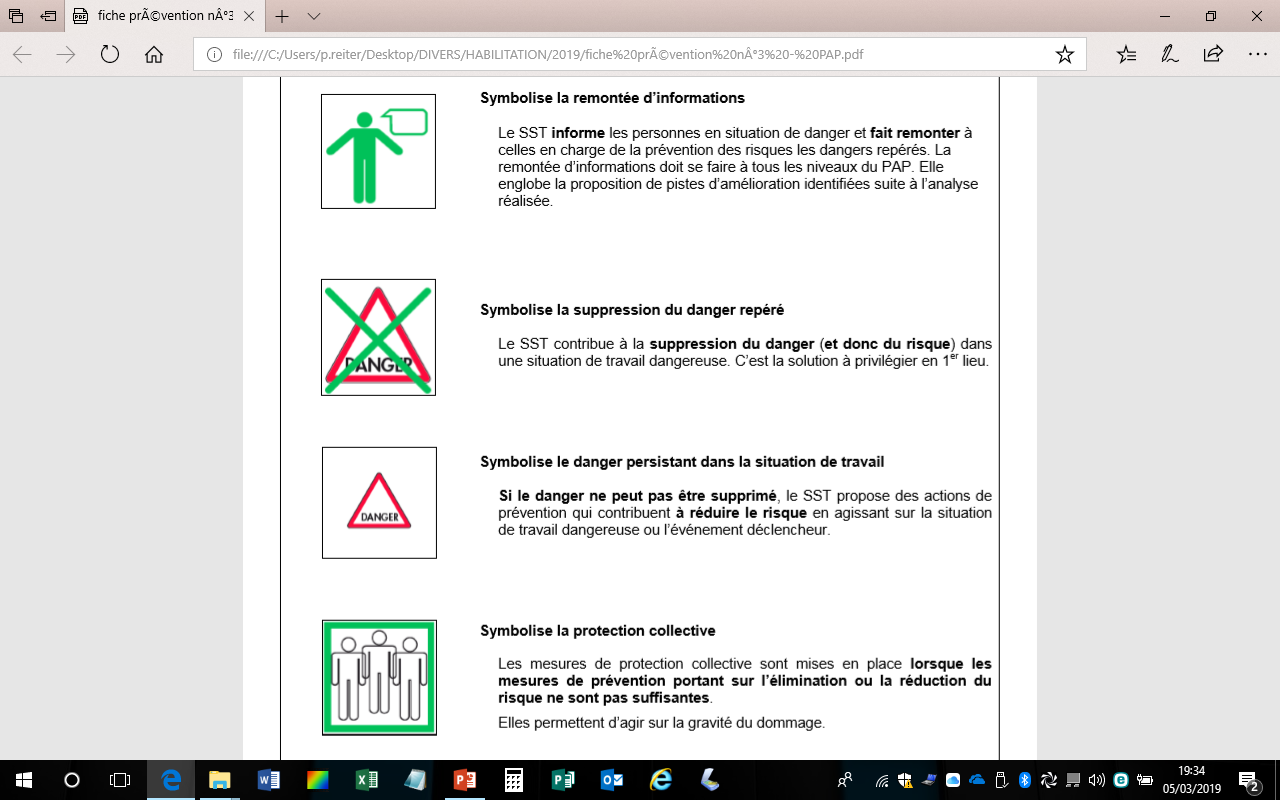 fiche prÃ©vention nÂ°3
file:///C:/Users/p.reiter/Desktop/DIVERS/HABILITATION/2019/fiche%20prÃ©vention%20nÂ°3%20-%20PAP.pdf
Symbolise la remontée d’informations
Le SST informe les personnes en situation de danger et fait remonter à
celles en charge de la prévention des risques les dangers repérés. La
remontée d’informations doit se faire à tous les niveaux du PAP. Elle
englobe la proposition de pistes d’amélioration identifiées suite à l’analyse
réalisée.
DANGER
Symbolise la suppression du danger repéré
Le SST contribue à la suppression du danger (et donc du risque) dans
une situation de travail dangereuse. C’est la solution à privilégier en 1er lieu.
DANGER
Symbolise le danger persistant dans la situation de travail
Si le danger ne peut pas être supprimé, le SST propose des actions de
prévention qui contribuent à réduire le risque en agissant sur la situation
de travail dangereuse ou l’événement déclencheur.
Symbolise la protection collective
Les mesures de protection collective sont mises en place lorsque les
mesures de prévention portant sur l’élimination ou la réduction du
risque ne sont pas suffisantes.
Elles permettent d’agir sur la gravité du dommage.
19:34
05/03/2019
2